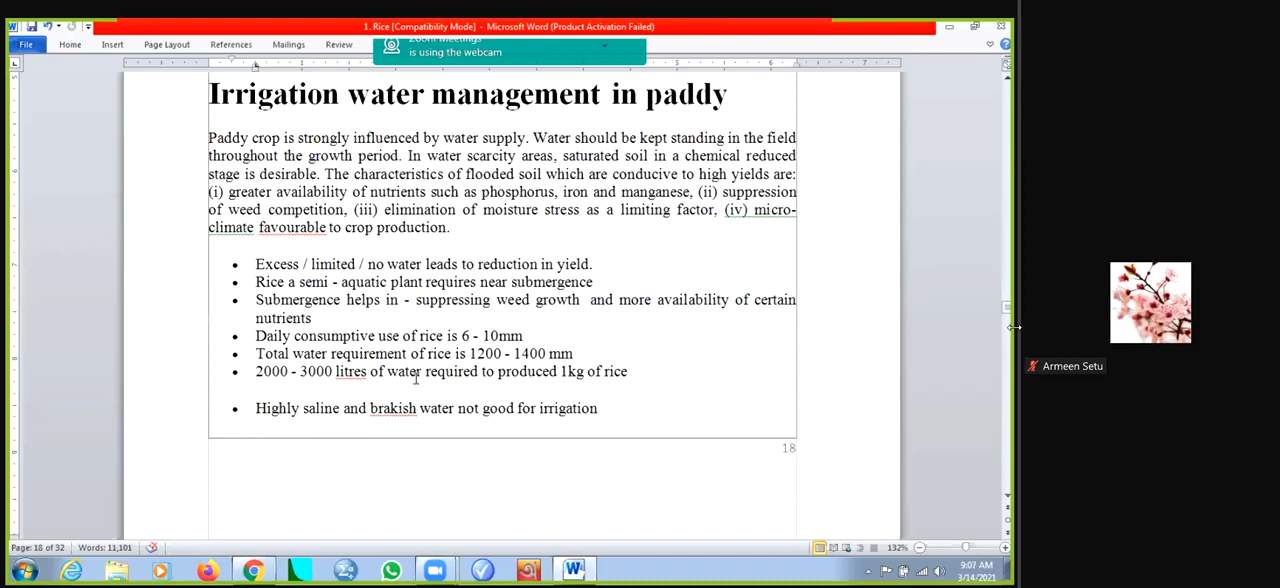 1. Rice [Compatibility Mode] - Microsoft Word (Product Activation Failed)
File Home Insert Page Layout References Mailings Review
Zoom Meetings
is using the webcam
1 5 6 7
Irrigation water management in paddy
Paddy crop is strongly influenced by water supply. Water should be kept standing in the field
throughout the growth period. In water scarcity areas, saturated soil in a chemical reduced
stage is desirable. The characteristics of flooded soil which are conducive to high yields are:
(i) greater availability of nutrients such as phosphorus, iron and manganese, (ii) suppression
of weed competition, (iii) elimination of moisture stress as a limiting factor, (iv) micro-
climate favourable to crop production.
• Excess / limited / no water leads to reduction in yield.
• Rice a semi - aquatic plant requires near submergence
• Submergence helps in - suppressing weed growth and more availability of certain
nutrients
• Daily consumptive use of rice is 6 - 10mm
• Total water requirement of rice is 1200 - 1400 mm
• 2000 - 3000 litres of water required to produced 1kg of rice
• Highly saline and brakish water not good for irrigation
18
Armeen Setu
Page: 18 of 32 Words: 11,101 132%
9:07 AM
3/14/2021